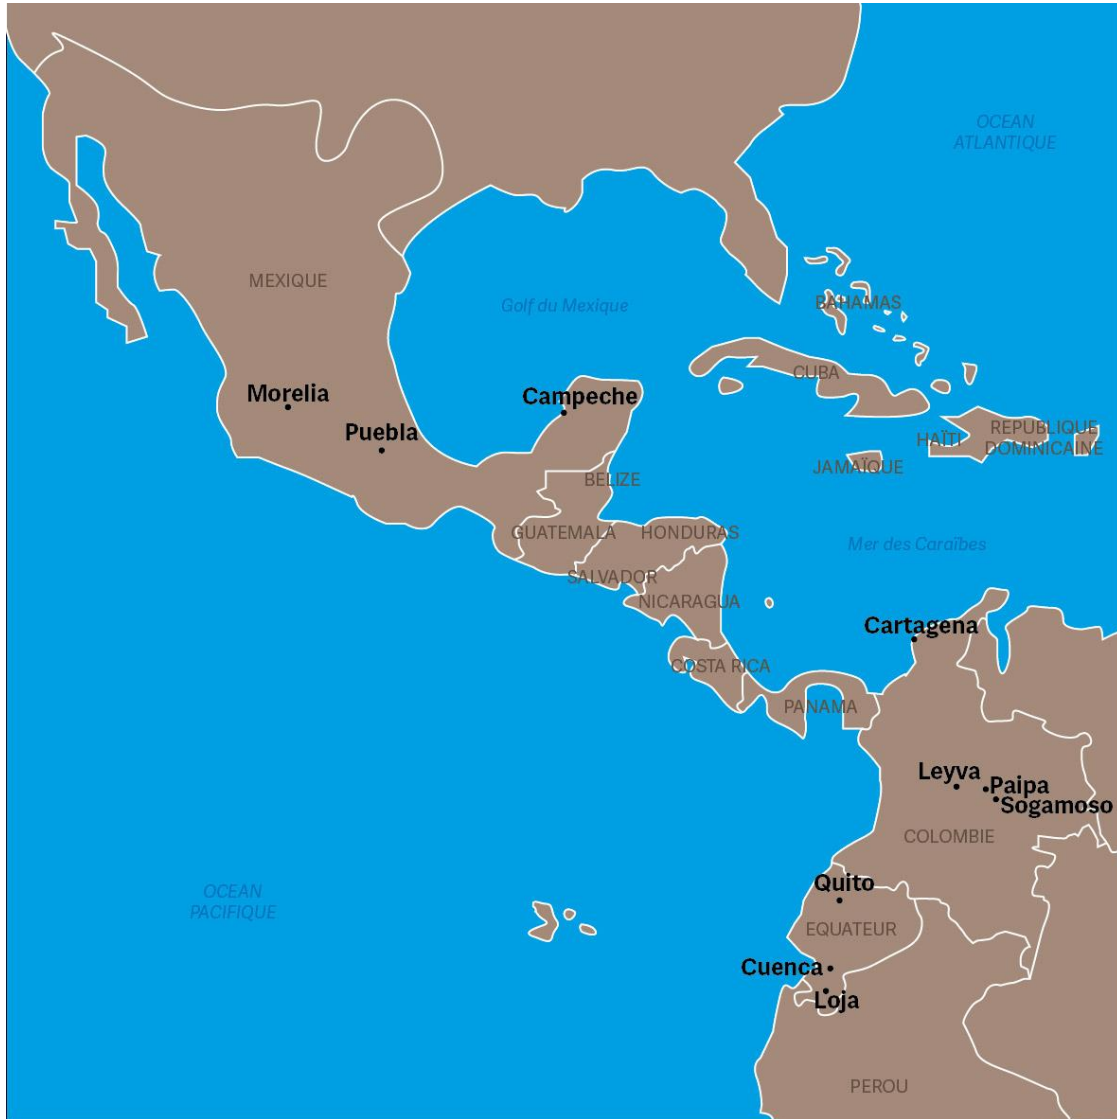 OCEAN
ATLANTIQUE
MEXIQUE
Golf du Mexique
BAHAMAS
CUBA
Morelia
Campeche
Puebla
HAÏTI
REPUBLIQUE
DOMINICAINE
JAMAÏQUE
BELIZE
GUATEMALA
HONDURAS
Mer des Caraïbes
SALVADOR
NICARAGUA
Cartagena
COSTA RICA
PANAMA
Leyva
Paipa
Sogamoso
COLOMBIE
OCEAN
PACIFIQUE
Quito
EQUATEUR
Cuenca
Loja
PEROU